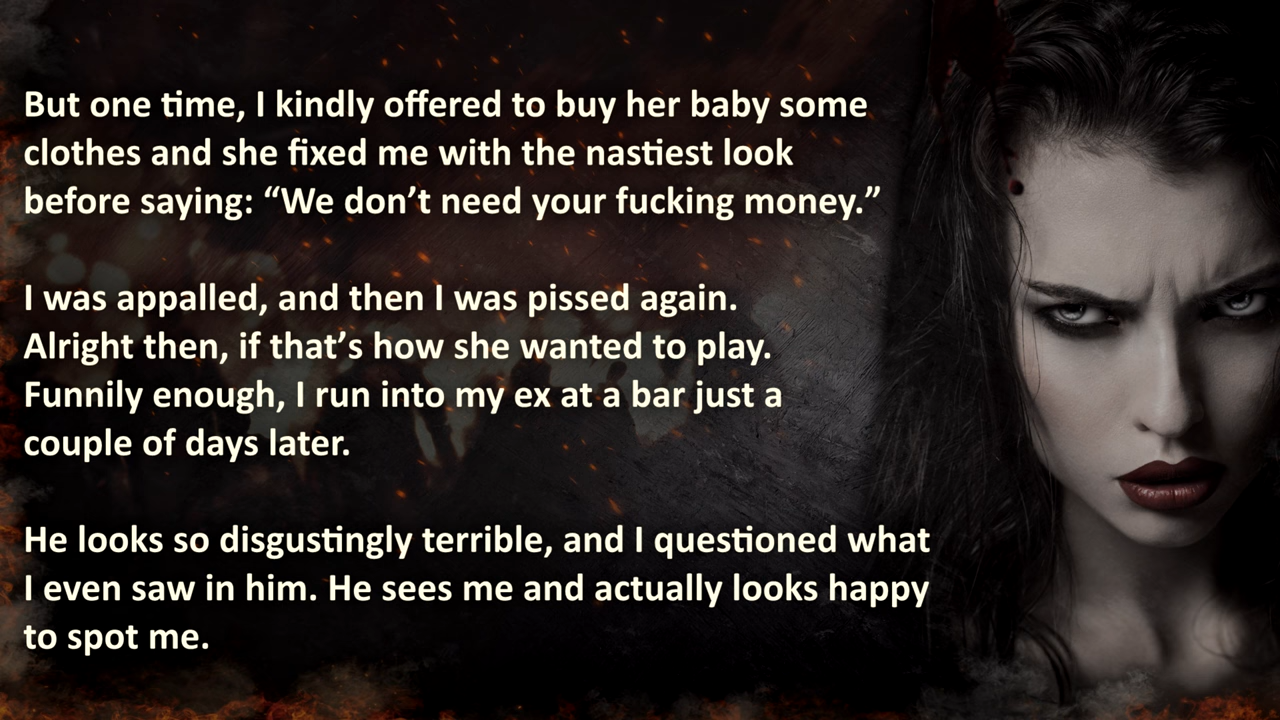 But one time, I kindly offered to buy her baby some
clothes and she fixed me with the nastiest look
before saying: “We don’t need your fucking money.”
I was appalled, and then I was pissed again.
Alright then, if that’s how she wanted to play.
Funnily enough, I run into my ex at a bar just a
couple of days later.
He looks so disgustingly terrible, and I questioned what
I even saw in him. He sees me and actually looks happy
to spot me.